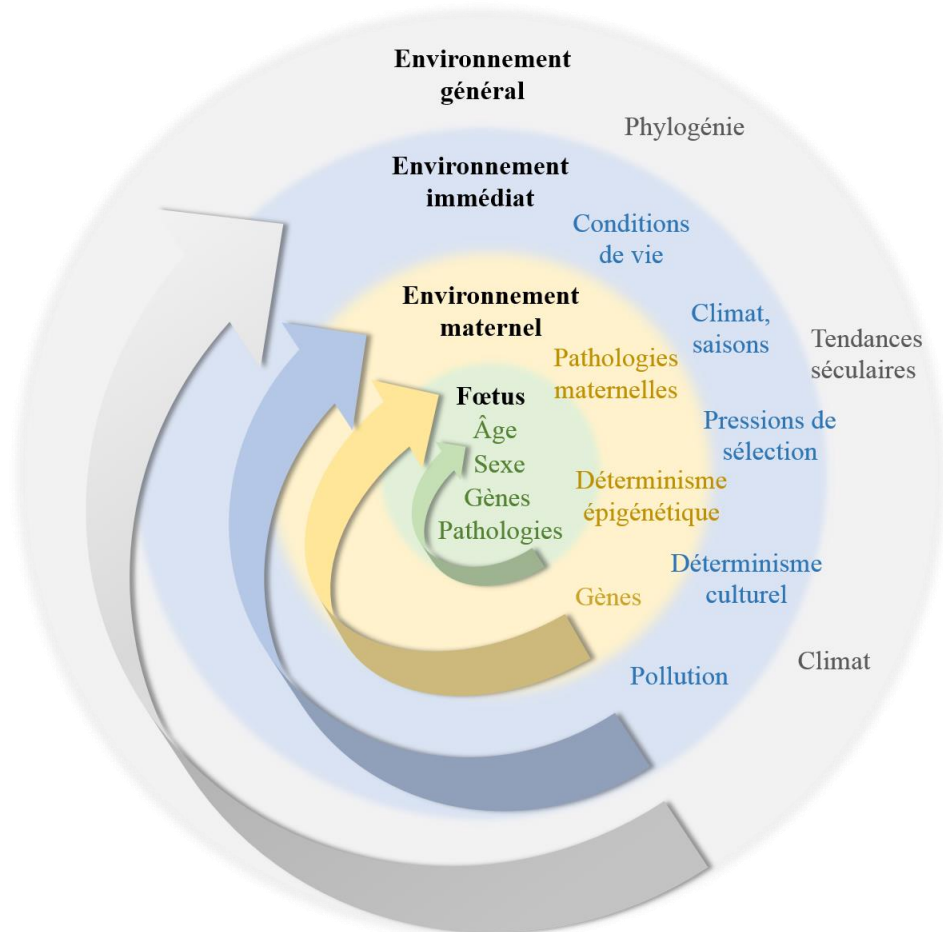 Environnement
général
Phylogénie
Environnement
immédiat
Conditions
de vie
Environnement
maternel
Climat,
saisons
Tendances
séculaires
Pathologies
maternelles
Fœtus
Âge
Sexe
Gènes
Pathologies
Pressions de
sélection
Déterminisme
épigénétique
Déterminisme
culturel
Gènes
Climat
Pollution